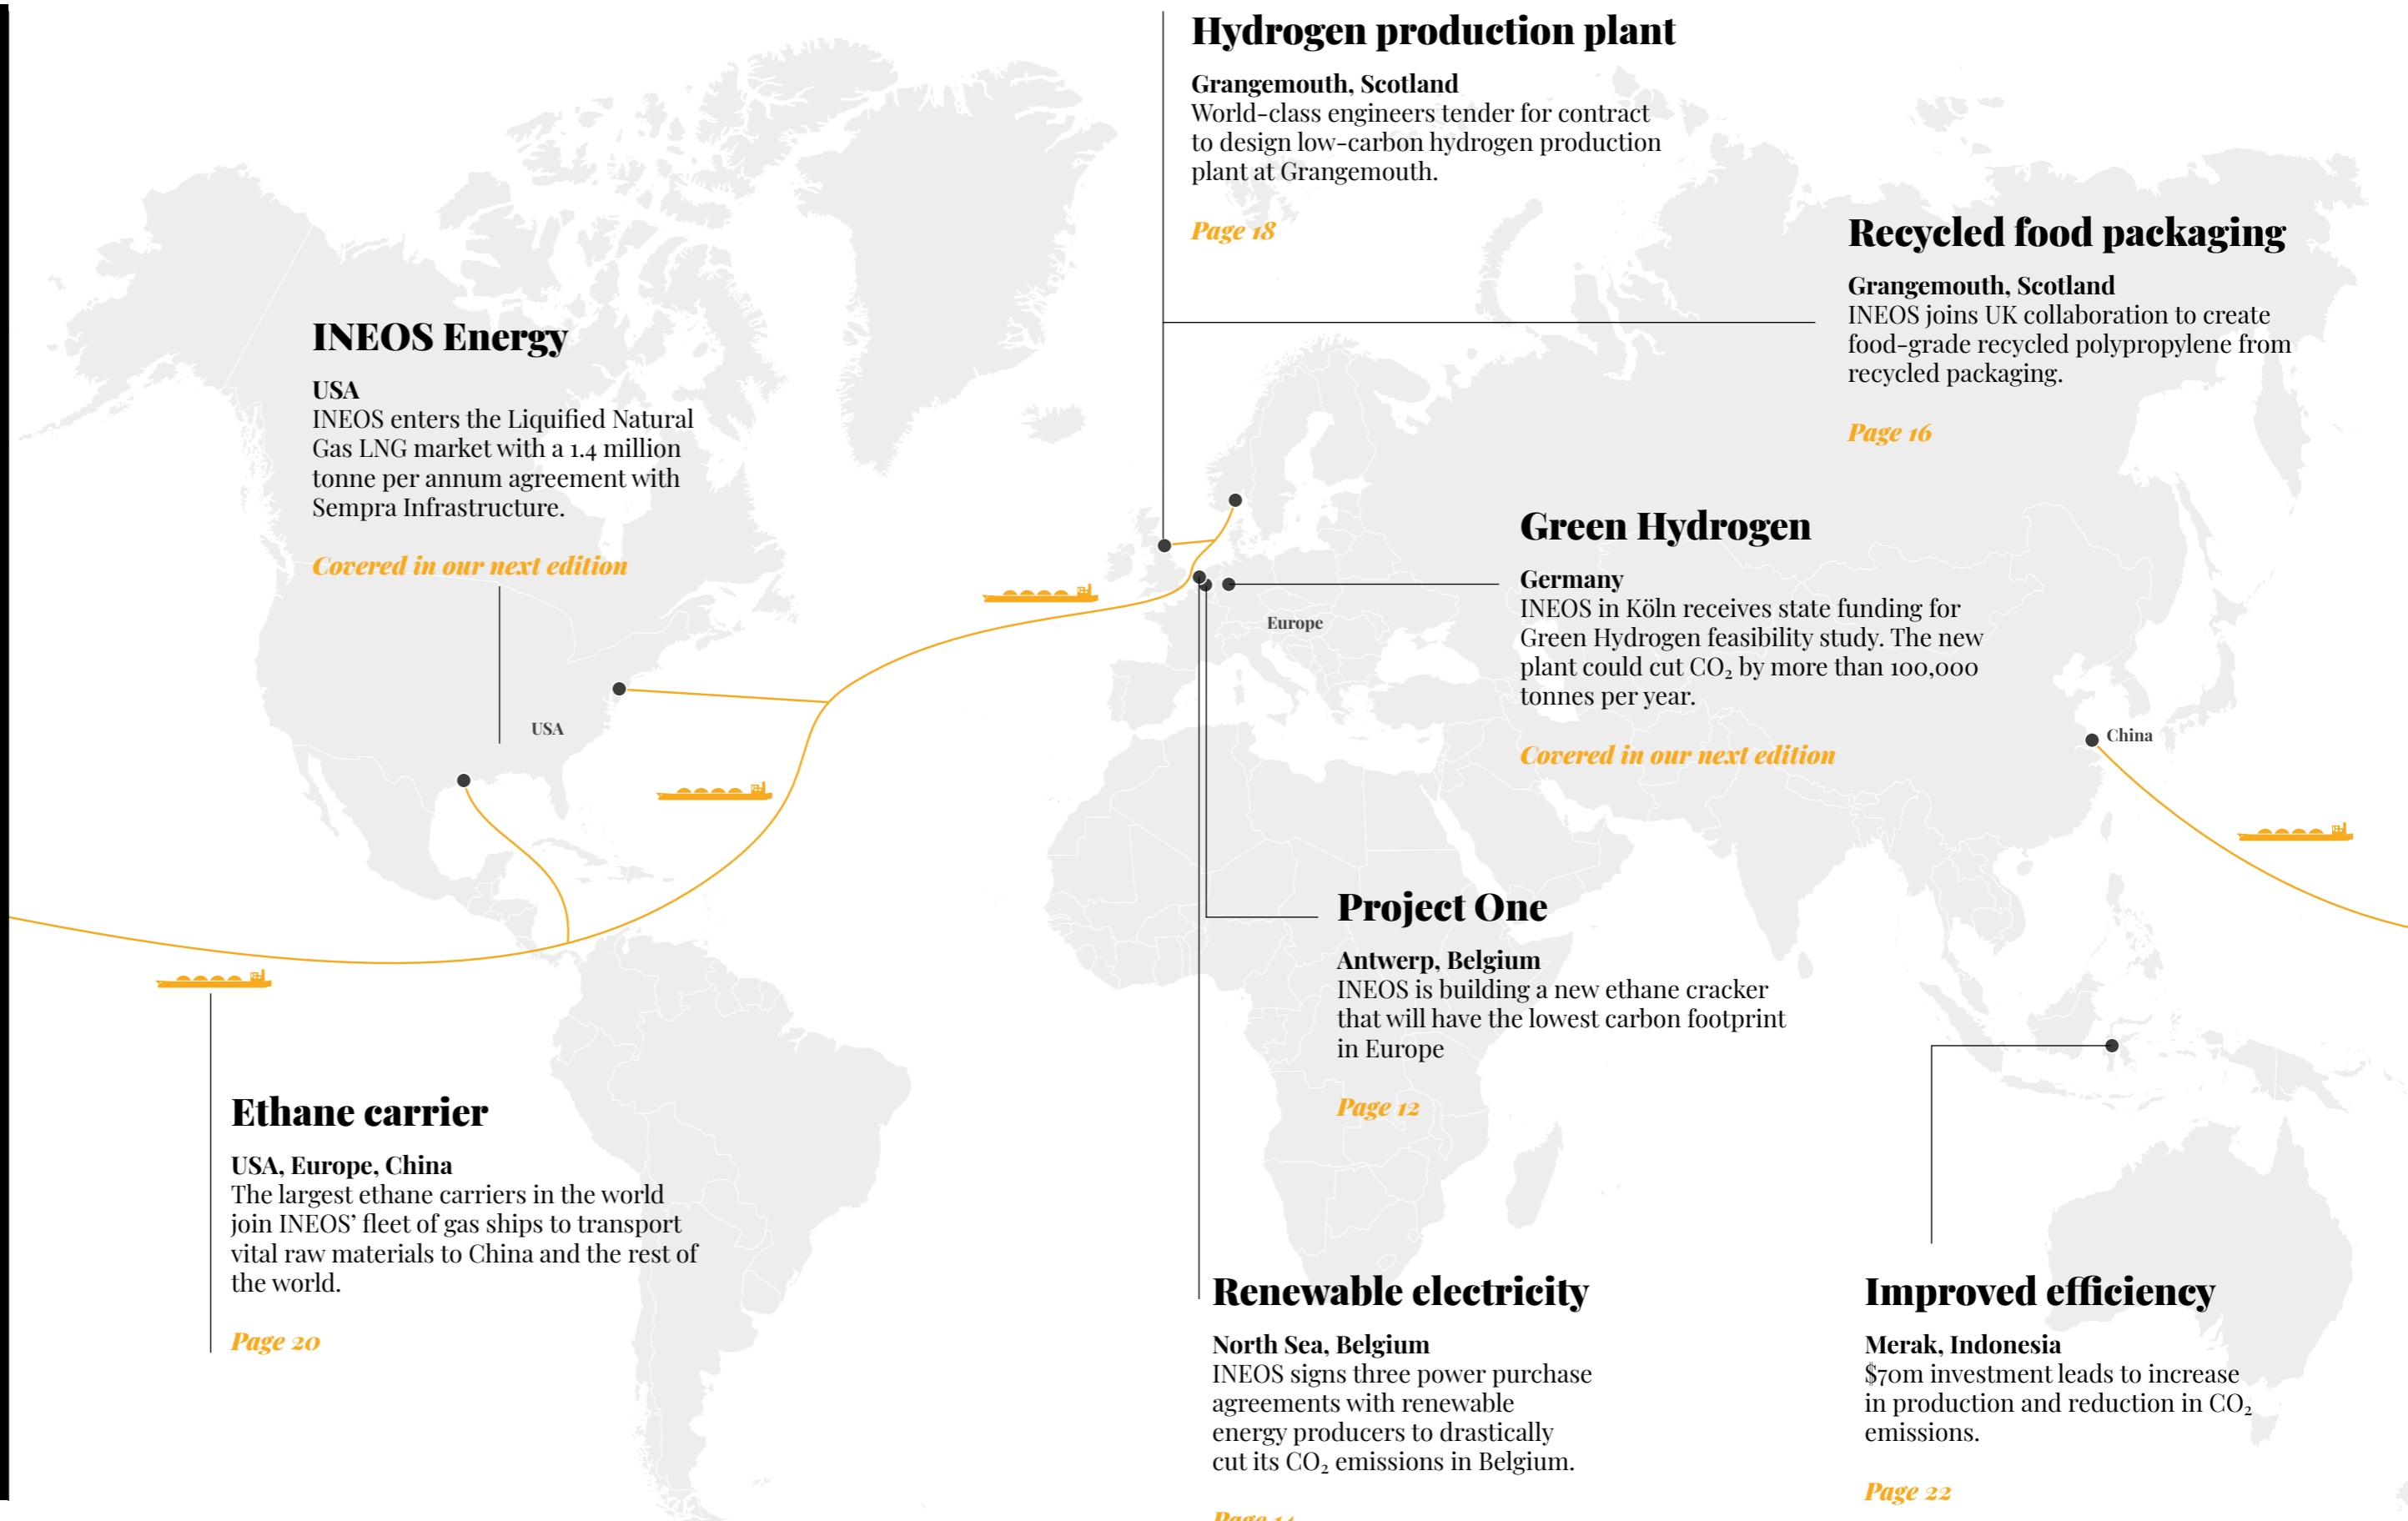 Hydrogen production plant
Grangemouth, Scotland
World-class engineers tender for contract
to design low-carbon hydrogen production
plant at Grangemouth.
Page 18
Recycled food packaging
Grangemouth, Scotland
INEOS joins UK collaboration to create
food-grade recycled polypropylene from
recycled packaging.
Page 16
INEOS Energy
USA
INEOS enters the Liquified Natural
Gas LNG market with a 1.4 million
tonne per annum agreement with
Sempra Infrastructure.
Covered in our next edition
Green Hydrogen
Germany
INEOS in Köln receives state funding for
Green Hydrogen feasibility study. The new
plant could cut CO₂ by more than 100,000
tonnes per year.
Covered in our next edition
Europe
USA
China
Project One
Antwerp, Belgium
INEOS is building a new ethane cracker
that will have the lowest carbon footprint
in Europe
Page 12
Ethane carrier
USA, Europe, China
The largest ethane carriers in the world
join INEOS’ fleet of gas ships to transport
vital raw materials to China and the rest of
the world.
Page 20
Renewable electricity
North Sea, Belgium
INEOS signs three power purchase
agreements with renewable
energy producers to drastically
cut its CO₂ emissions in Belgium.
Page
Improved efficiency
Merak, Indonesia
$70m investment leads to increase
in production and reduction in CO₂
emissions.
Page 22